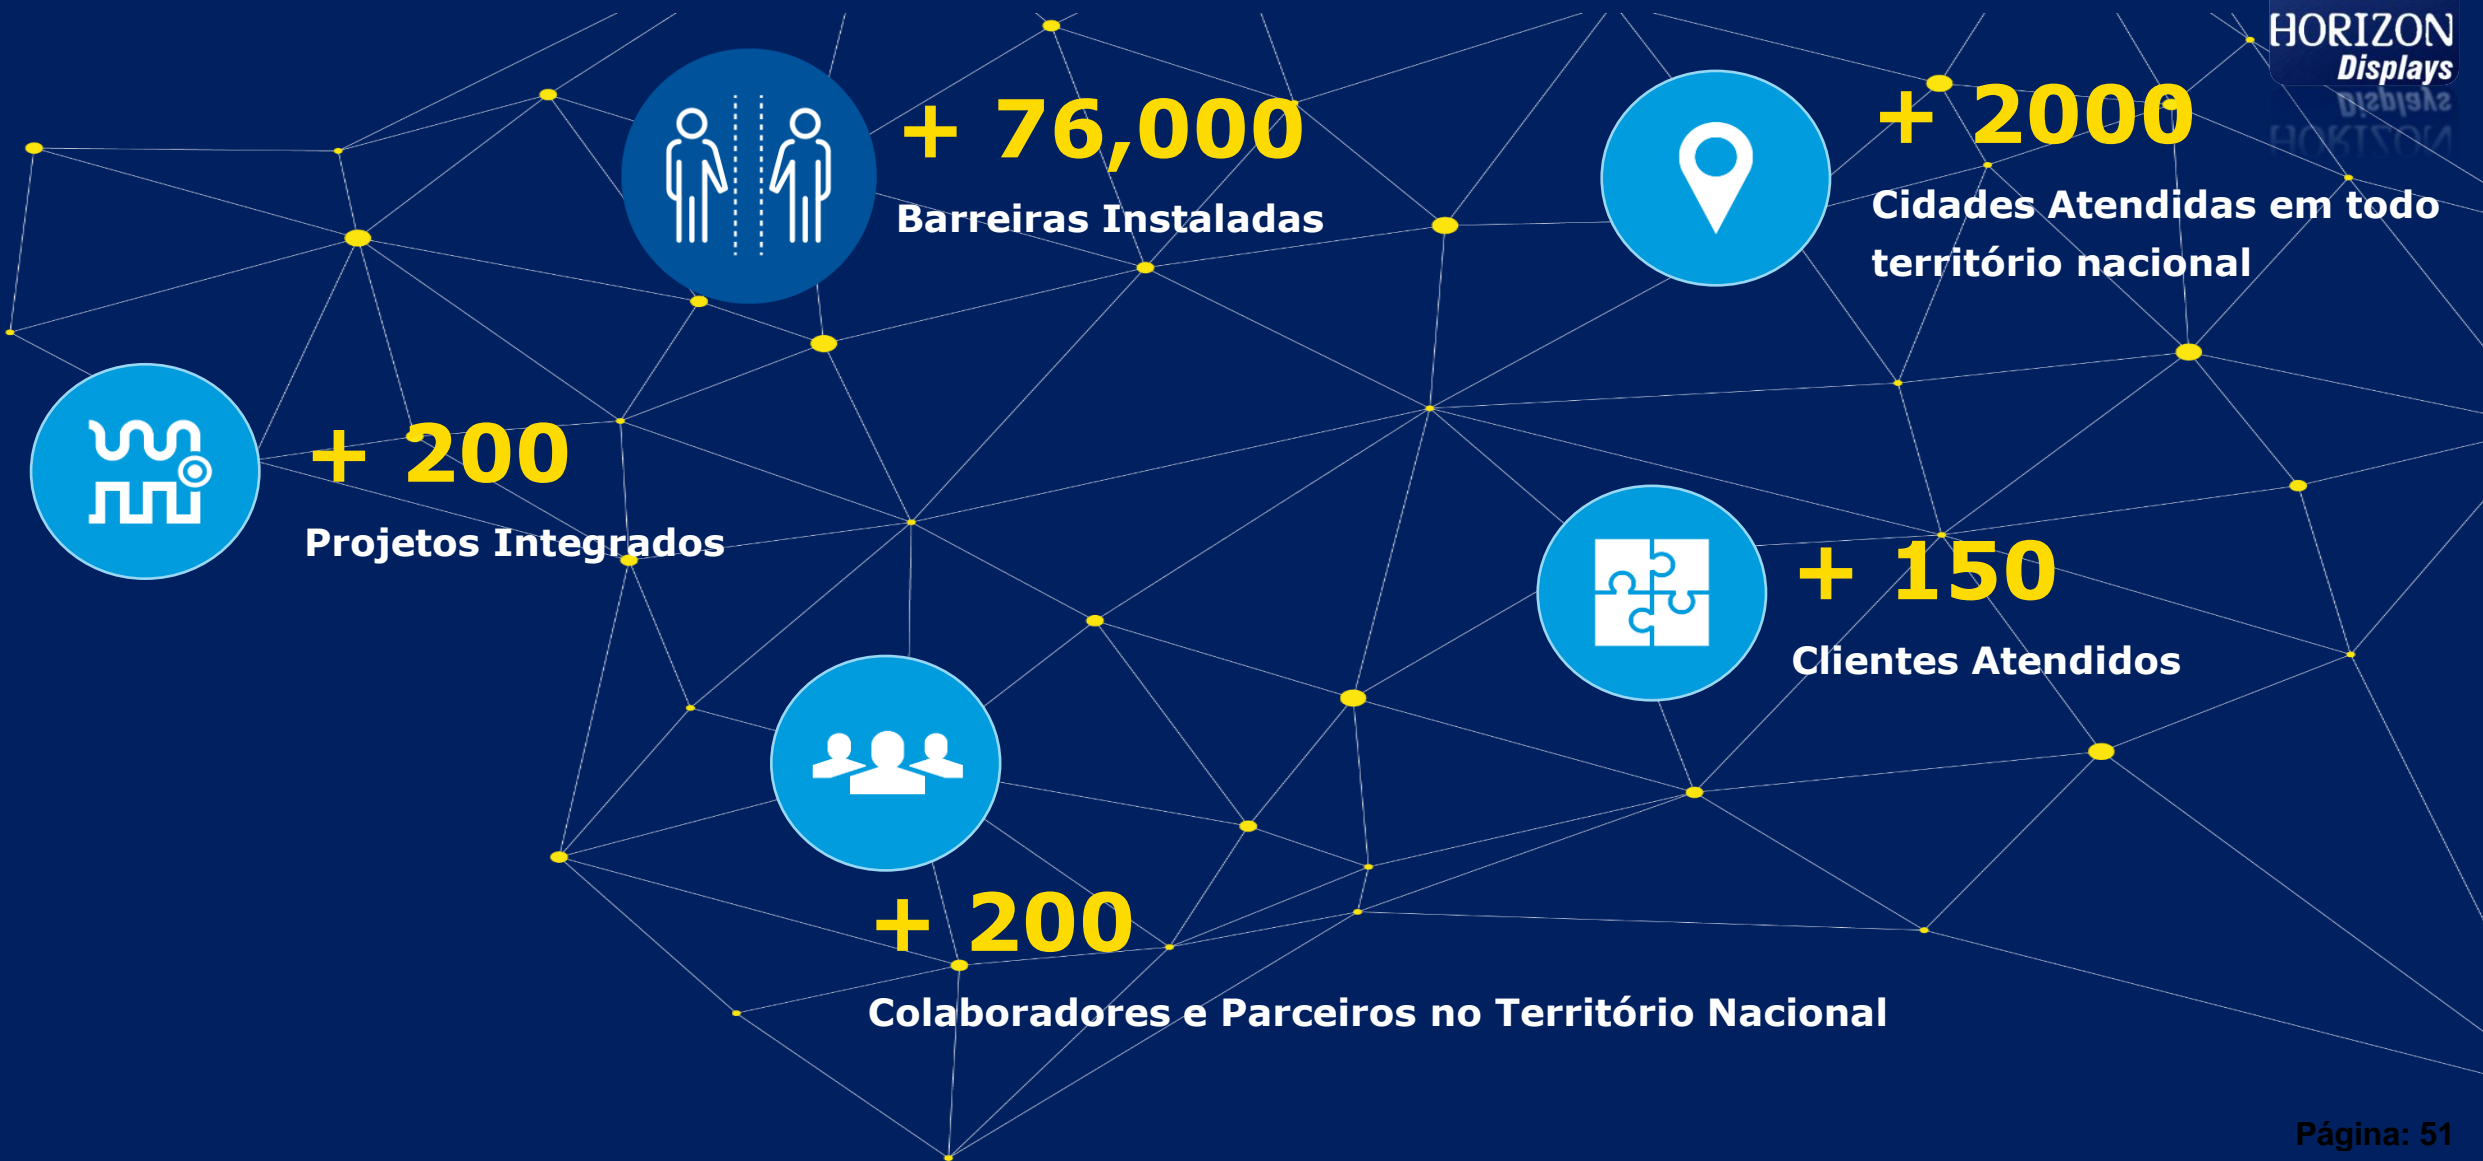 HORIZON
Displays
+ 76,000
Barreiras Instaladas
+ 2000
Cidades Atendidas em todo
território nacional
+ 200
Projetos Integrados
+ 150
Clientes Atendidos
+ 200
Colaboradores e Parceiros no Território Nacional
Página: 51